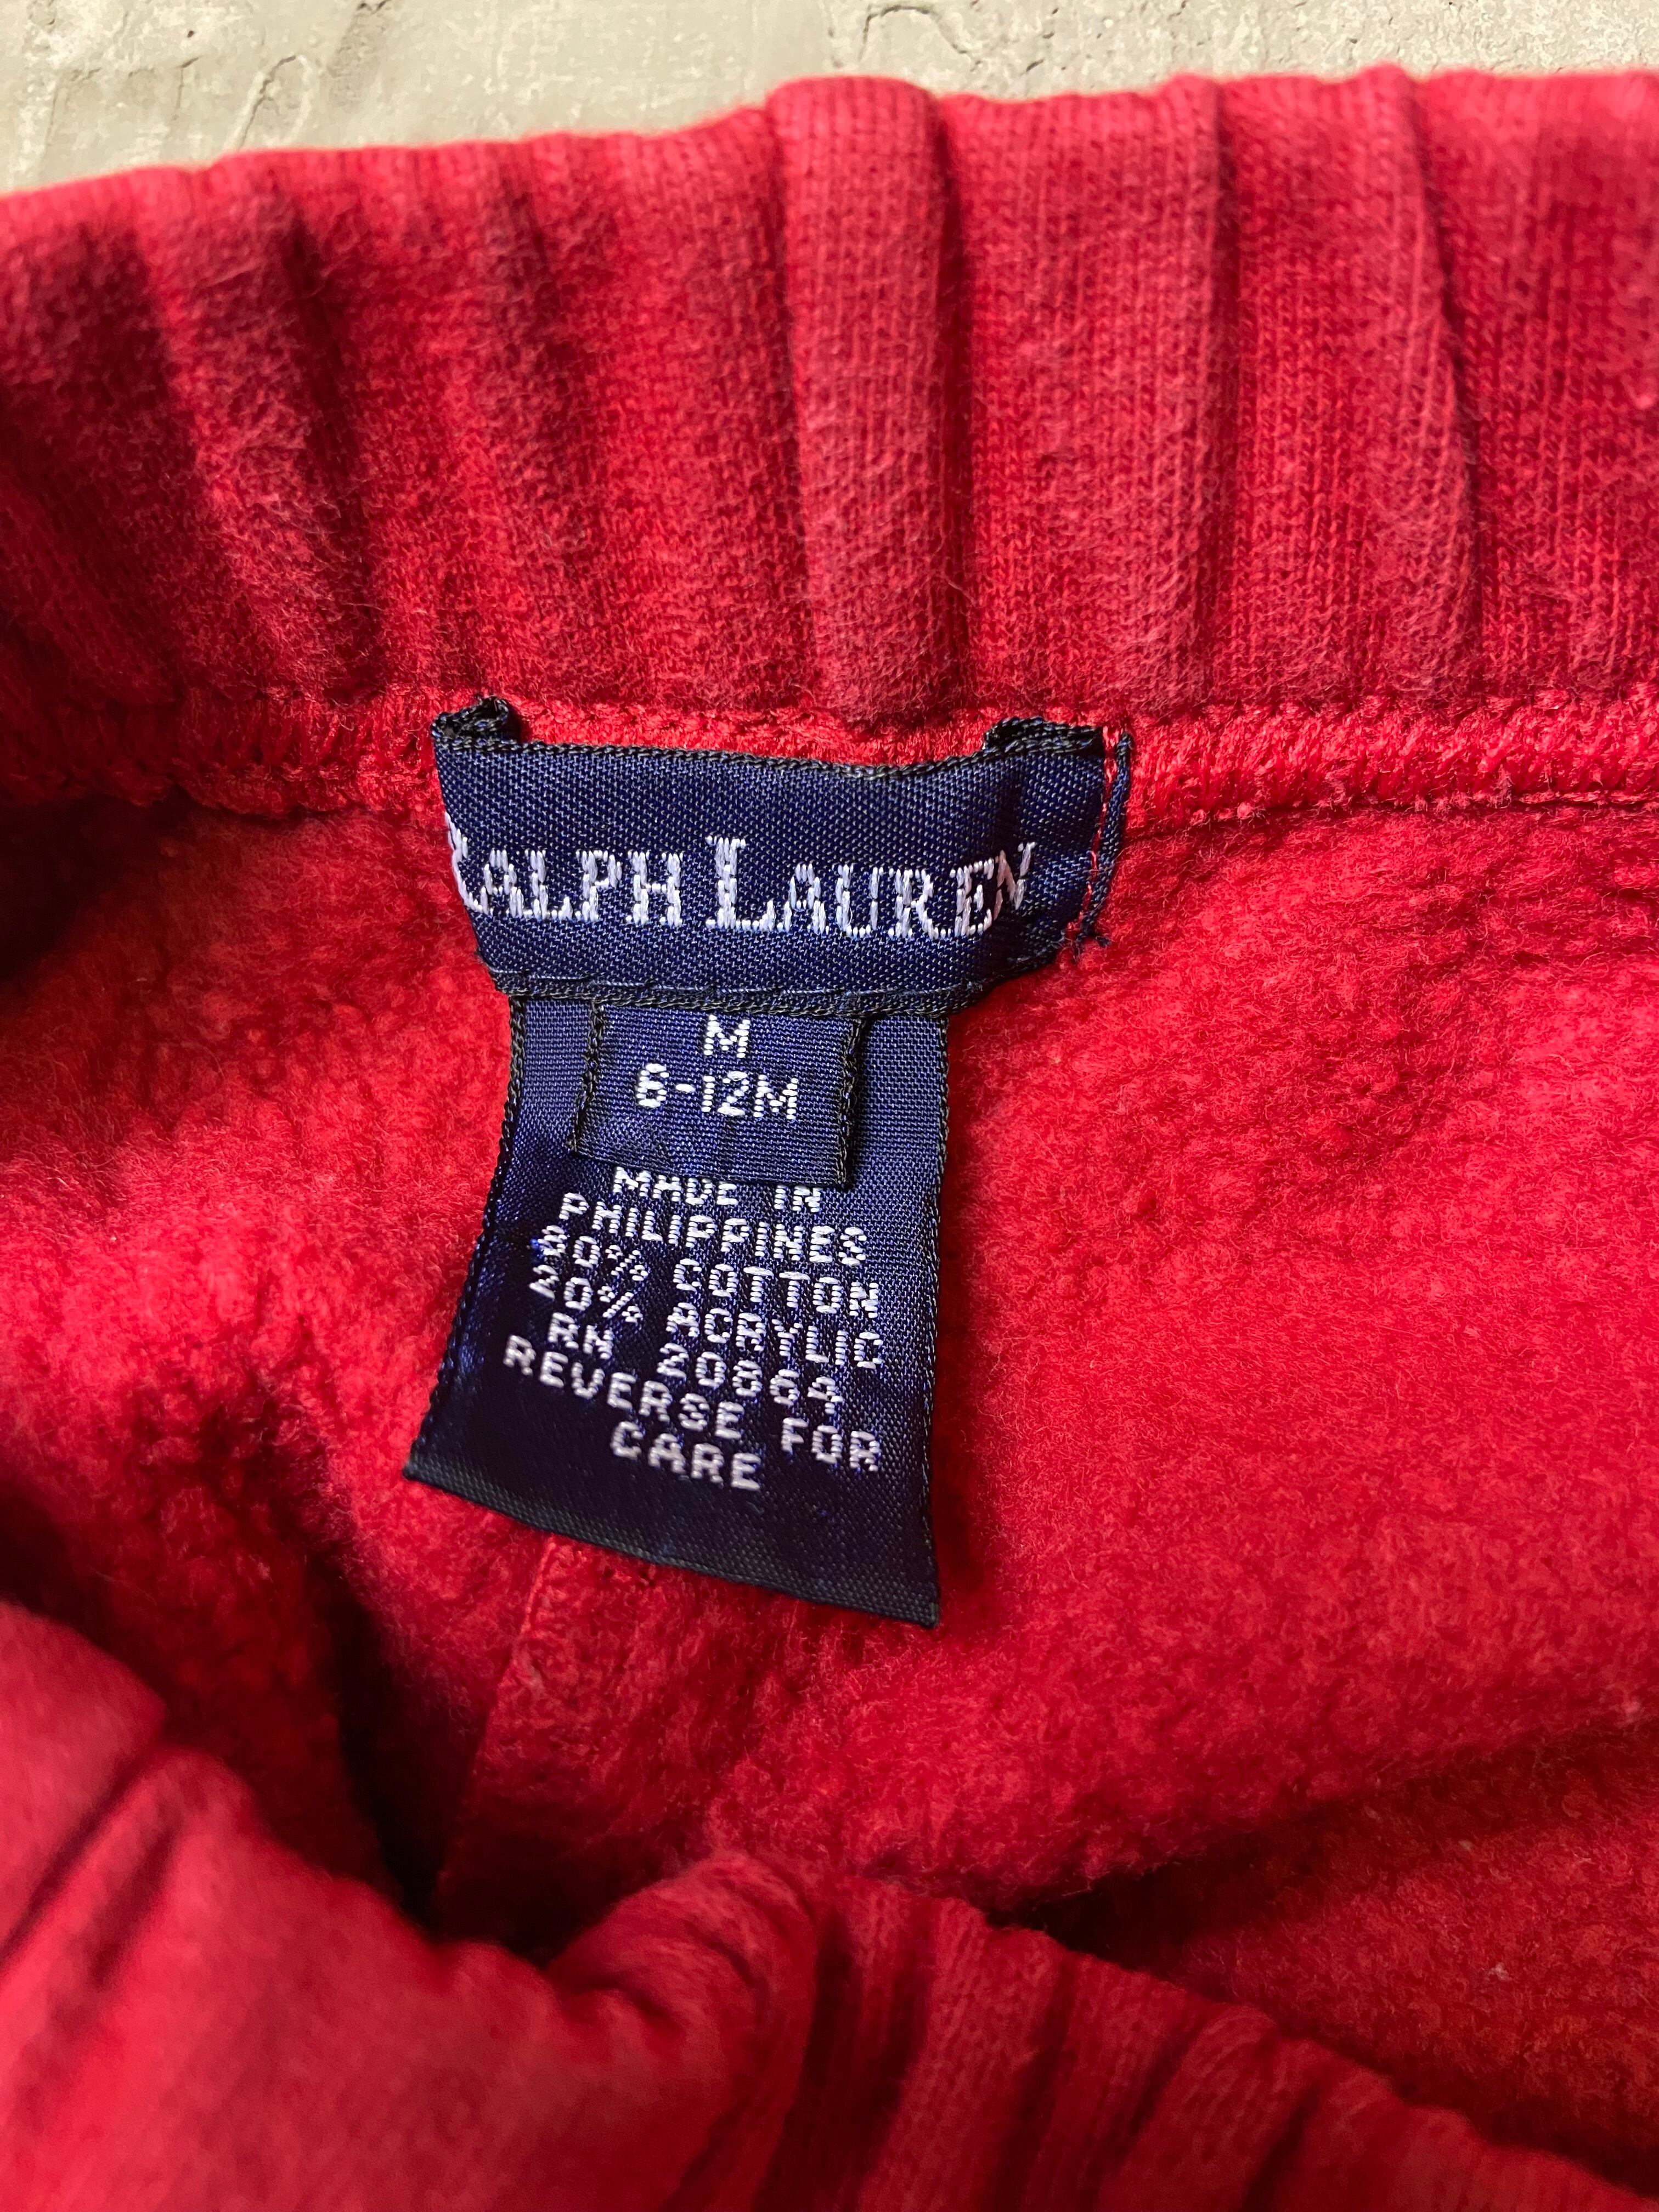 RALPH LAUREN
M
6-12M
MADE IN
PHILIPPINES
80% COTTON
20% ACRYLIC
RN 20864
REVERSE FOR
CARE